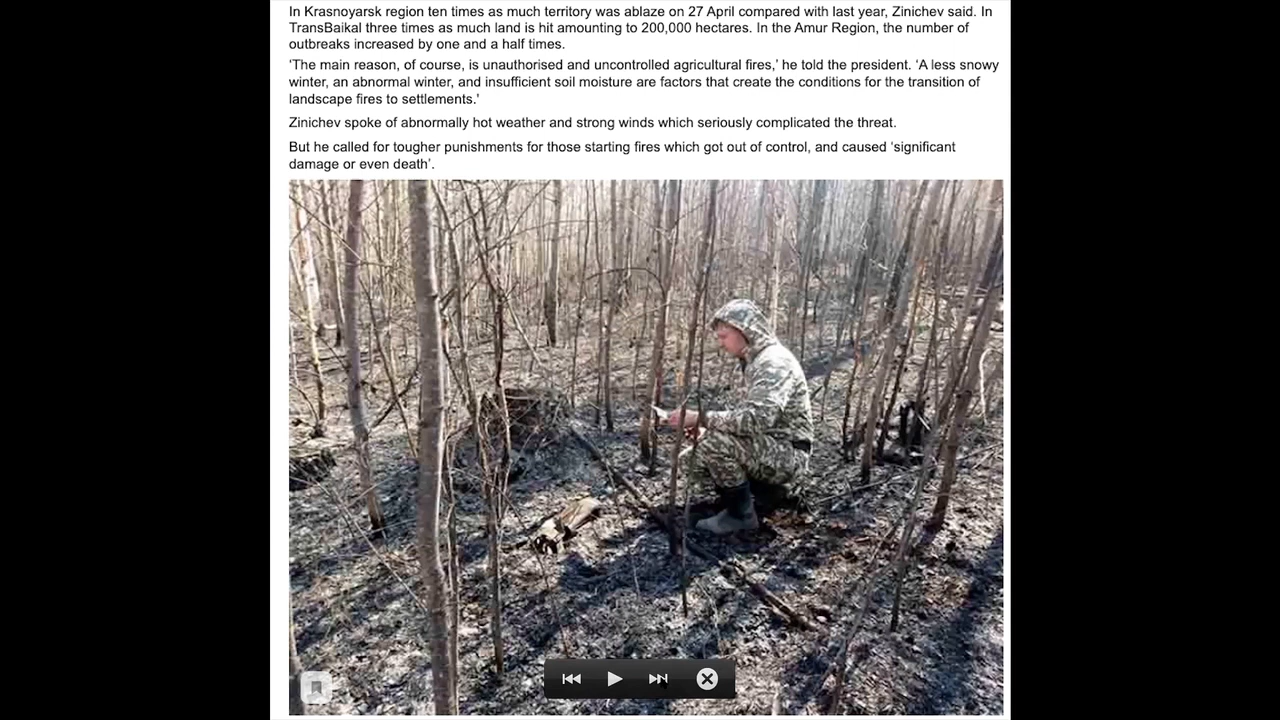 In Krasnoyarsk region ten times as much territory was ablaze on 27 April compared with last year, Zinichev said. In
TransBaikal three times as much land is hit amounting to 200,000 hectares. In the Amur Region, the number of
outbreaks increased by one and a half times.
‘The main reason, of course, is unauthorised and uncontrolled agricultural fires,’ he told the president. ‘A less snowy
winter, an abnormal winter, and insufficient soil moisture are factors that create the conditions for the transition of
landscape fires to settlements.’
Zinichev spoke of abnormally hot weather and strong winds which seriously complicated the threat.
But he called for tougher punishments for those starting fires which got out of control, and caused ‘significant
damage or even death’.